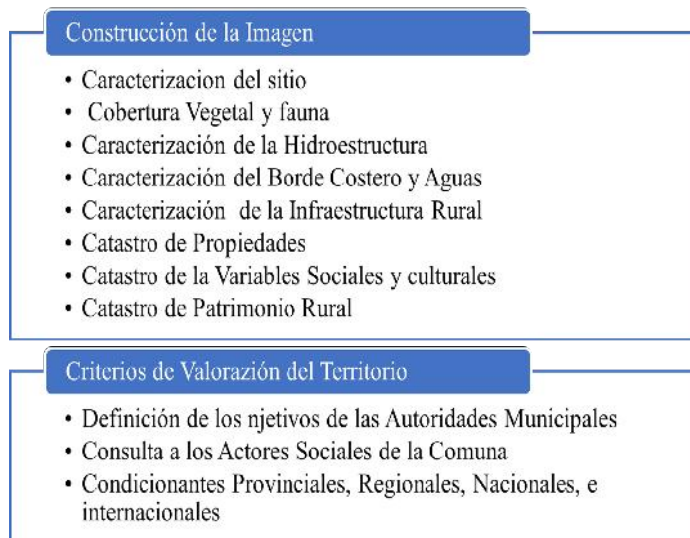 Construcción de la Imagen
• Caracterizacion del sitio
• Cobertura Vegetal y fauna
• Caracterización de la Hidroestructura
• Caracterización del Borde Costero y Aguas
• Caracterización de la Infraestructura Rural
• Catastro de Propiedades
• Catastro de la Variables Sociales y culturales
• Catastro de Patrimonio Rural
Criterios de Valorazión del Territorio
• Definición de los njetivos de las Autoridades Municipales
• Consulta a los Actores Sociales de la Comuna
• Condicionantes Provinciales, Regionales, Nacionales, e
internacionales